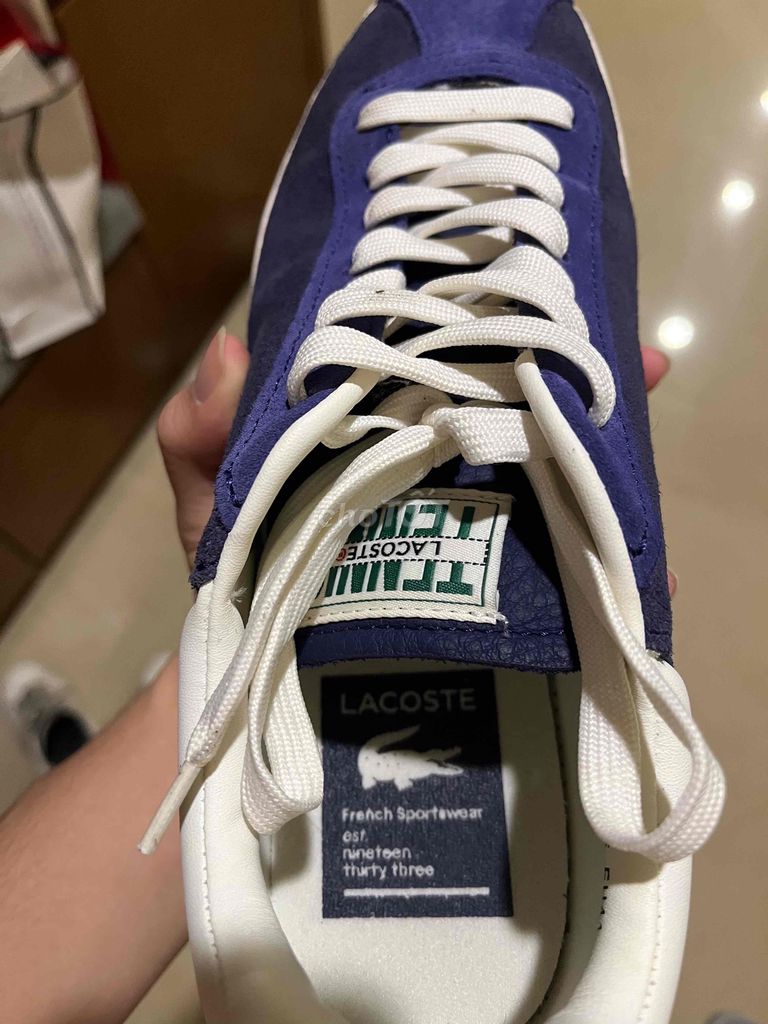 LACOSTE
LACOSTE
French Sportswear
est.
nineteen
thirty three